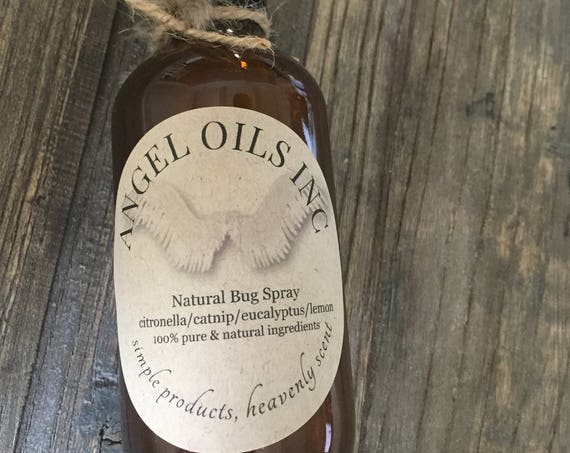 ANGEL OILS INC
Natural Bug Spray
citronella/catnip/eucalyptus/lemon
100% pure & natural ingredients
simple products, heavenly scent